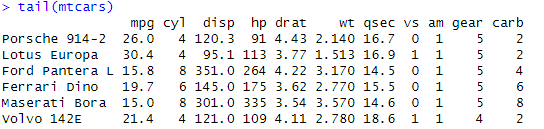 > tail(mtcars)
                mpg cyl  disp  hp drat    wt qsec vs am gear carb
Porsche 914-2  26.0   4 120.3  91 4.43 2.140 16.7  0  1    5    2
Lotus Europa   30.4   4  95.1 113 3.77 1.513 16.9  1  1    5    2
Ford Pantera L 15.8   8 351.0 264 4.22 3.170 14.5  0  1    5    4
Ferrari Dino   19.7   6 145.0 175 3.62 2.770 15.5  0  1    5    6
Maserati Bora  15.0   8 301.0 335 3.54 3.570 14.6  0  1    5    8
Volvo 142E     21.4   4 121.0 109 4.11 2.780 18.6  1  1    4    2